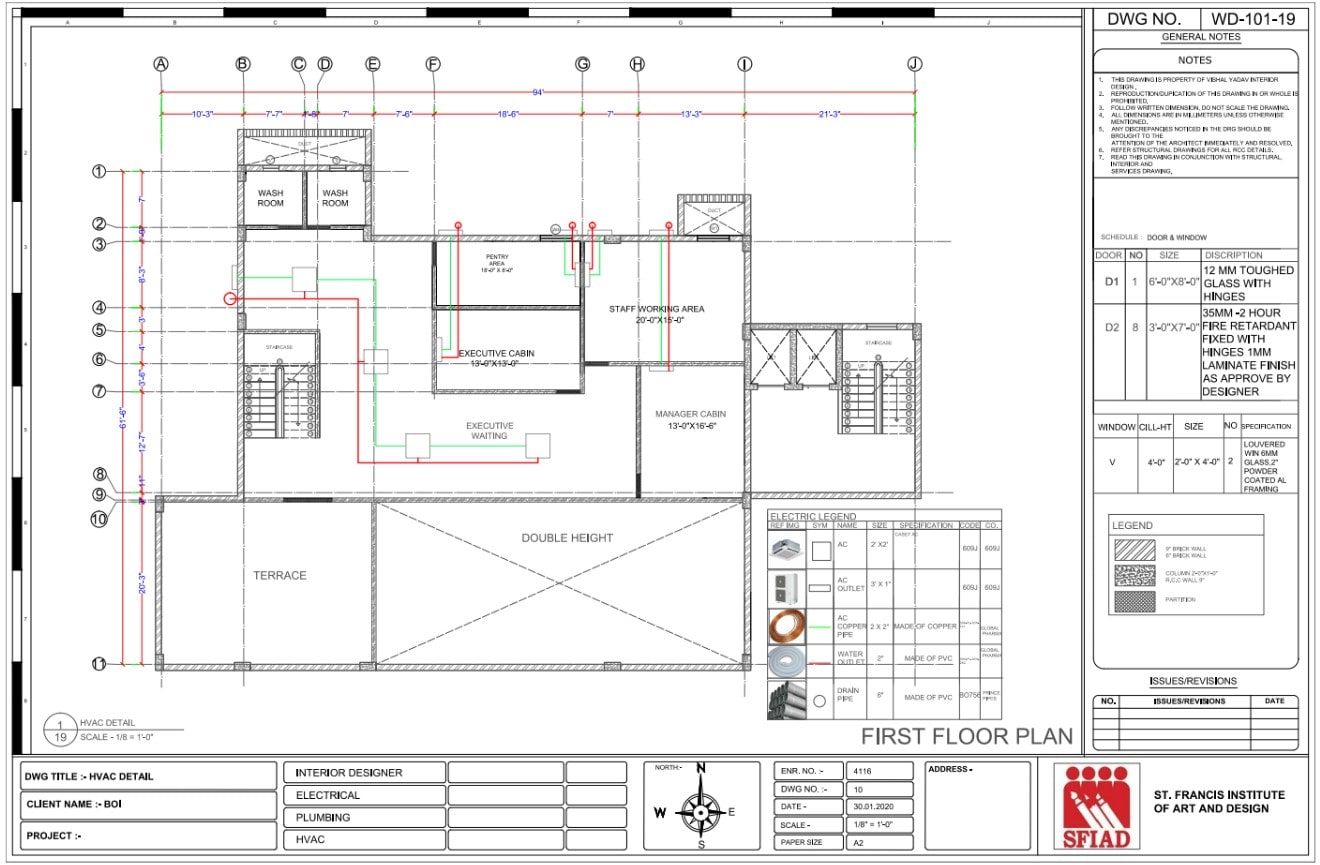 DWG NO. WD-101-19
GENERAL NOTES
NOTES
1. THIS DRAWING IS PROPERTY OF VISHAL YADAV INTERIOR
DESIGN.
2. REPRODUCTION/DUPICATION OF THIS DRAWING IN OR WHOLE IS
PROHIBITED.
3. FOLLOW WRITTEN DIMENSION, DO NOT SCALE THE DRAWING.
4. ALL DIMENSIONS ARE IN MILLIMETERS UNLESS OTHERWISE
MENTIONED.
5. ANY DISCREPANCIES NOTICED IN THE DRG SHOULD BE
BROUGHT TO THE
ATTENTION OF THE ARCHITECT IMMEDIATELY AND RESOLVED.
6. REFER STRUCTURAL DRAWINGS FOR ALL RCC DETAILS.
7. READ THIS DRAWING IN CONJUNCTION WITH STRUCTURAL,
INTERIOR AND
SERVICES DRAWING.
SCHEDULE : DOOR & WINDOW
DOOR NO SIZE DISCRIPTION
D1 1 6'-0"X8'-0" 12 MM TOUGHED
GLASS WITH
HINGES
D2 8 3'-0"X7'-0" 35MM -2 HOUR
FIRE RETARDANT
FIXED WITH
HINGES 1MM
LAMINATE FINISH
AS APPROVE BY
DESIGNER
WINDOW CILL-HT SIZE NO SPECIFICATION
V 4'-0" 2'-0" X 4'-0" 2 LOUVERED
WIN 6MM
GLASS,2"
POWDER
COATED AL
FRAMING
LEGEND
9" BRICK WALL
6" BRICK WALL
COLUMN 2'-0"X1'-0"
R.C.C WALL 9"
PARTITION
ISSUES/REVISIONS
NO. ISSUES/REVISIONS DATE
A B C D E F G H I J
A B C D E F G H I J
94'
10'-3" 7'-7" 7' 7'-6" 18'-6" 7' 13'-3" 21'-3"
1
2
3
4
5
6
7
8
9
10
11
7'
8'-3"
3'
4'
3'-6"
12'-7"
11"
20'-3"
61'-6"
DUCT
WASH
ROOM
WASH
ROOM
DUCT
PENTRY
AREA
STAFF WORKING AREA
20'-0"X15'-0"
EXECUTIVE CABIN
13'-0"X13'-0"
STAIRCASE
UP
STAIRCASE
UP
MANAGER CABIN
13'-0"X16'-6"
EXECUTIVE
WAITING
TERRACE
DOUBLE HEIGHT
ELECTRIC LEGEND
REF IMG SYM NAME SIZE SPECIFICATION CODE CO.
AC 2' X2' 609J 609J
AC
OUTLET 3' X 1' 609J 609J
AC
COPPER
PIPE 2 X 2" MADE OF COPPER GLOBAL
WATER
OUTLET 2" MADE OF PVC GLOBAL
DRAIN
PIPE 6" MADE OF PVC BO756 PRINCE
PIPES
1
19
HVAC DETAIL
SCALE - 1/8 = 1'-0"
FIRST FLOOR PLAN
DWG TITLE :- HVAC DETAIL
CLIENT NAME :- BOI
PROJECT :-
INTERIOR DESIGNER
ELECTRICAL
PLUMBING
HVAC
NORTH:-
N
W E
S
ENR. NO. :- 4116
DWG NO. :- 10
DATE - 30.01.2020
SCALE - 1/8" = 1'-0"
PAPER SIZE A2
ADDRESS -
SFIAD
ST. FRANCIS INSTITUTE
OF ART AND DESIGN